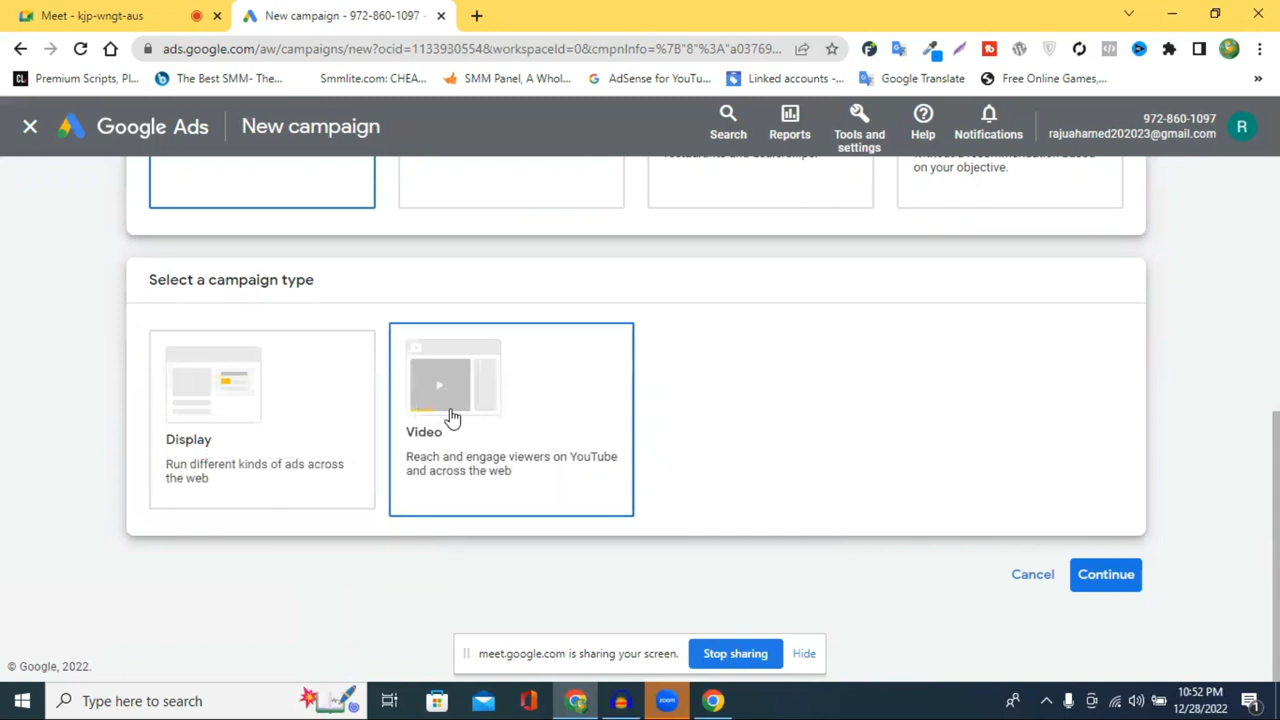 Meet - kjp-wngt-aus
New campaign - 972-860-1097 -
ads.google.com/aw/campaigns/new?ocid=11339305548&workspaceId=0&cmpnInfo=%7B"8"%3A"a03769...
Premium Scripts, Pl...
The Best SMM- The...
Smmlite.com: CHEA...
SMM Panel, A Whol...
AdSense for YouTu...
Linked accounts -...
Google Translate
Free Online Games,...
»
Google Ads
New campaign
Search
Reports
Tools and settings
Help
Notifications
972-860-1097
rajuahamed202023@gmail.com
R
your objective.
Select a campaign type
Display
Run different kinds of ads across
the web
Video
Reach and engage viewers on YouTube
and across the web
Cancel
Continue
meet.google.com is sharing your screen.
Stop sharing
Hide
© Google, 2022.
Type here to search
zoom
10:52 PM
12/28/2022
1